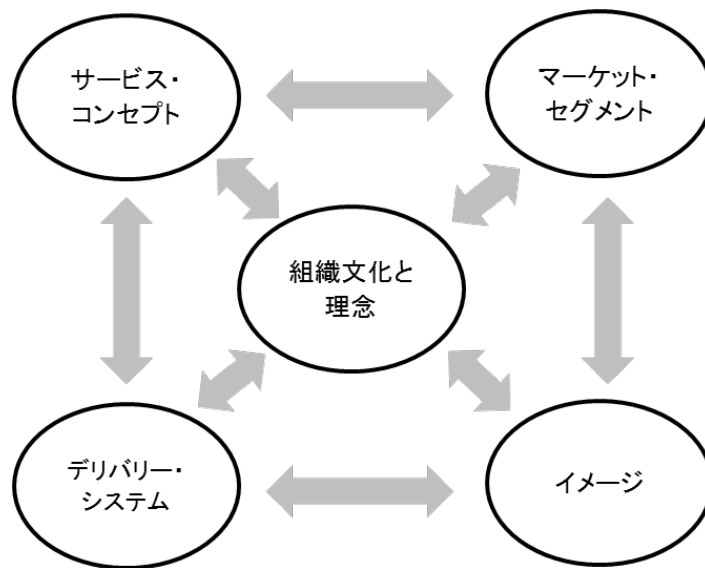 サービス・
コンセプト
マーケット・
セグメント
組織文化と
理念
デリバリー・
システム
イメージ